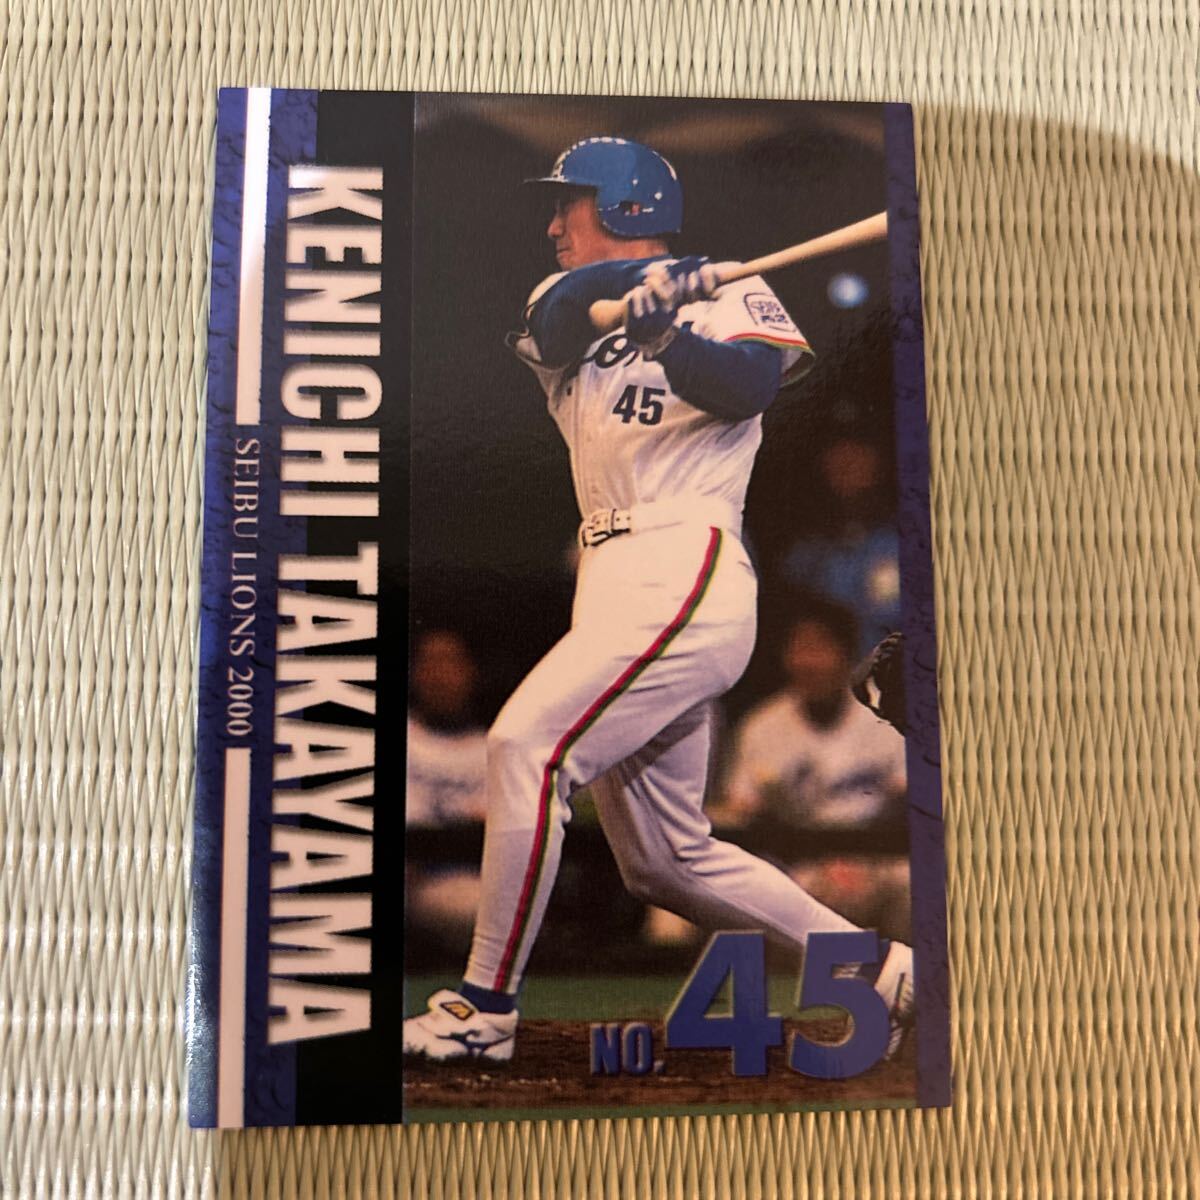 KENICHI TAKAYAMA
SEIBU LIONS 2000
45
NO. 45